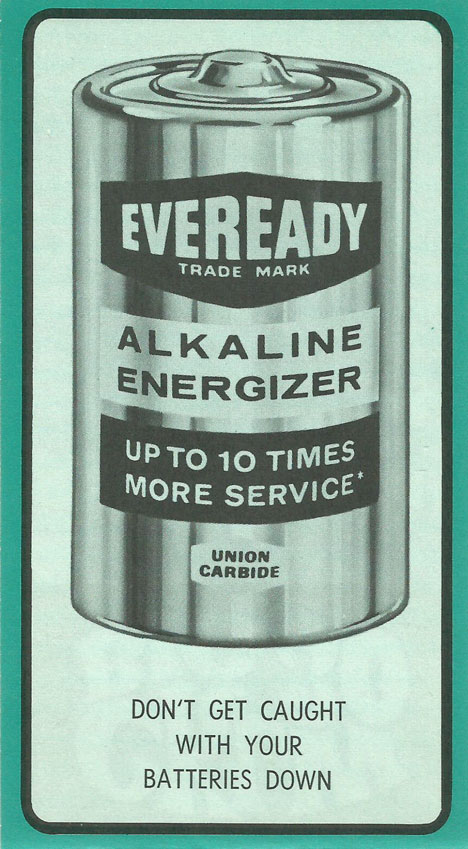 EVEREADY
TRADE MARK
ALKALINE
ENERGIZER
UP TO 10 TIMES
MORE SERVICE*
UNION
CARBIDE
DON'T GET CAUGHT
WITH YOUR
BATTERIES DOWN